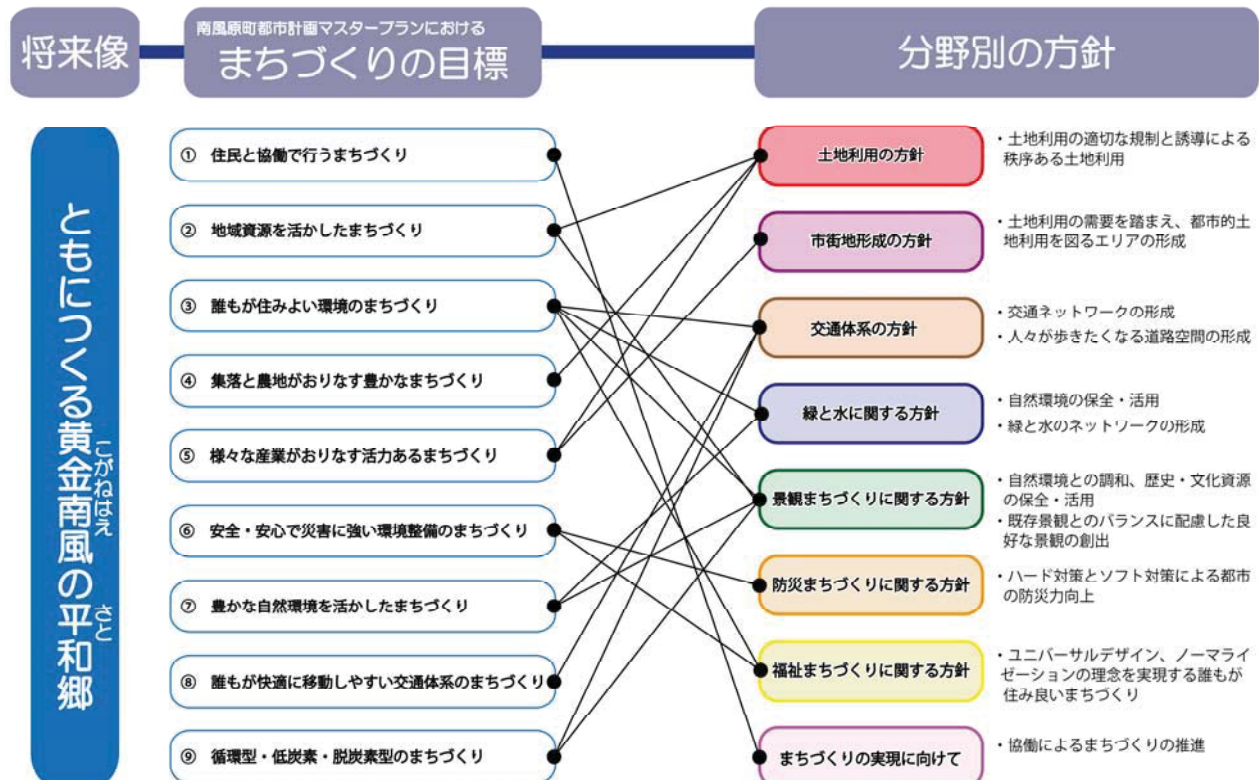 将来像
南風原町都市計画マスタープランにおける
まちづくりの目標
分野別の方針
ともにつくる黄金南風の平和郷
こがねはえ
さと
① 住民と協働で行うまちづくり
② 地域資源を活かしたまちづくり
③ 誰もが住みよい環境のまちづくり
④ 集落と農地がおりなす豊かなまちづくり
⑤ 様々な産業がおりなす活力あるまちづくり
⑥ 安全・安心で災害に強い環境整備のまちづくり
⑦ 豊かな自然環境を活かしたまちづくり
⑧ 誰もが快適に移動しやすい交通体系のまちづくり
⑨ 循環型・低炭素・脱炭素型のまちづくり
土地利用の方針
・土地利用の適切な規制と誘導による
秩序ある土地利用
市街地形成の方針
・土地利用の需要を踏まえ、都市的土
地利用を図るエリアの形成
交通体系の方針
・交通ネットワークの形成
・人々が歩きたくなる道路空間の形成
緑と水に関する方針
・自然環境の保全・活用
・緑と水のネットワークの形成
景観まちづくりに関する方針
・自然環境との調和、歴史・文化資源
の保全・活用
・既存景観とのバランスに配慮した良
好な景観の創出
防災まちづくりに関する方針
・ハード対策とソフト対策による都市
の防災力向上
福祉まちづくりに関する方針
・ユニバーサルデザイン、ノーマライ
ゼーションの理念を実現する誰もが
住み良いまちづくり
まちづくりの実現に向けて
・協働によるまちづくりの推進